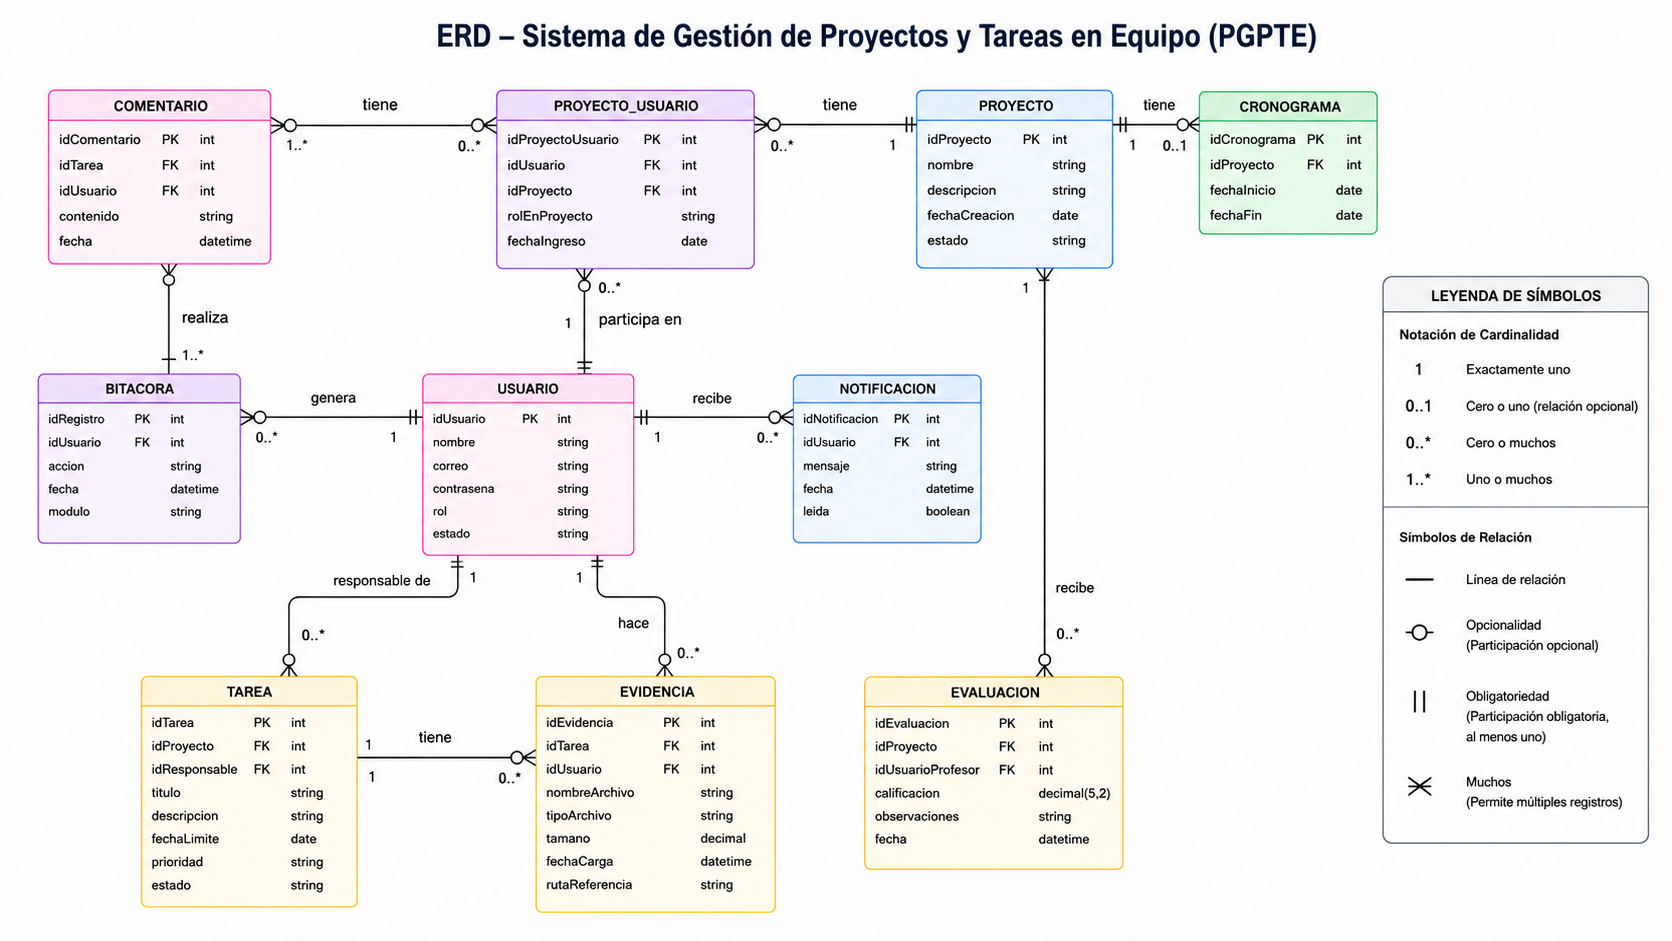 ERD – Sistema de Gestión de Proyectos y Tareas en Equipo (PGPTE)
COMENTARIO
idComentario PK int
idTarea FK int
idUsuario FK int
contenido string
fecha datetime
tiene
1..*
0..*
PROYECTO_USUARIO
idProyectoUsuario PK int
idUsuario FK int
idProyecto FK int
rolEnProyecto string
fechaIngreso date
tiene
0..*
1
PROYECTO
idProyecto PK int
nombre string
descripcion string
fechaCreacion date
estado string
tiene
1
0..1
CRONOGRAMA
idCronograma PK int
idProyecto FK int
fechaInicio date
fechaFin date
realiza
1..*
0..*
1
participa en
1
BITACORA
idRegistro PK int
idUsuario FK int
accion string
fecha datetime
modulo string
genera
0..*
1
USUARIO
idUsuario PK int
nombre string
correo string
contrasena string
rol string
estado string
recibe
1
0..*
NOTIFICACION
idNotificacion PK int
idUsuario FK int
mensaje string
fecha datetime
leida boolean
responsable de
1
0..*
1
hace
0..*
recibe
0..*
TAREA
idTarea PK int
idProyecto FK int
idResponsable FK int
titulo string
descripcion string
fechaLimite date
prioridad string
estado string
1
tiene
1
0..*
EVIDENCIA
idEvidencia PK int
idTarea FK int
idUsuario FK int
nombreArchivo string
tipoArchivo string
tamano decimal
fechaCarga datetime
rutaReferencia string
EVALUACION
idEvaluacion PK int
idProyecto FK int
idUsuarioProfesor FK int
calificacion decimal(5,2)
observaciones string
fecha datetime
LEYENDA DE SÍMBOLOS
Notación de Cardinalidad
1 Exactamente uno
0..1 Cero o uno (relación opcional)
0..* Cero o muchos
1..* Uno o muchos
Símbolos de Relación
Línea de relación
Opcionalidad
(Participación opcional)
Obligatoriedad
(Participación obligatoria,
al menos uno)
Muchos
(Permite múltiples registros)